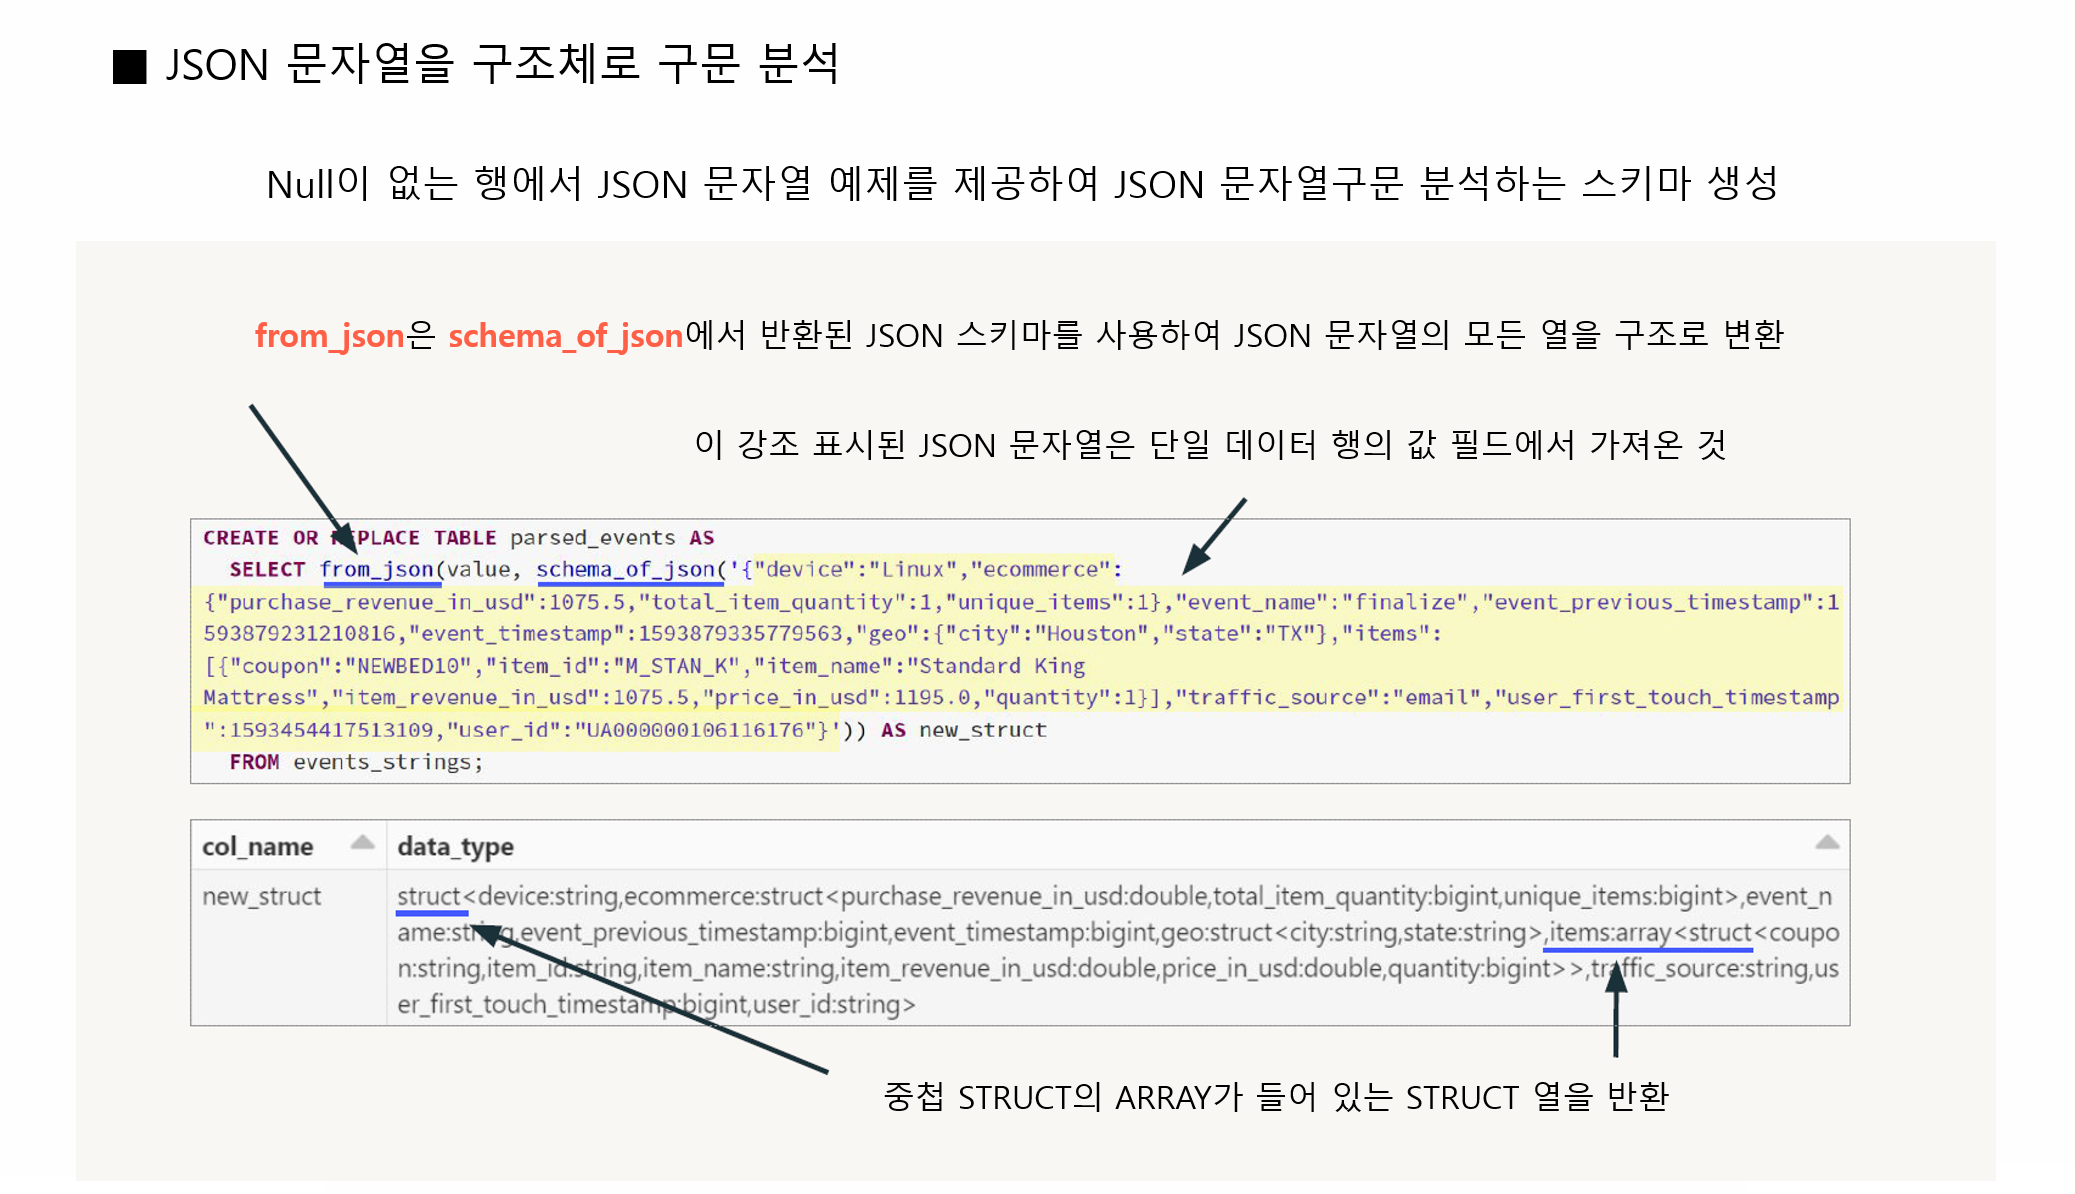 ■ JSON 문자열을 구조체로 구문 분석
Null이 없는 행에서 JSON 문자열 예제를 제공하여 JSON 문자열구문 분석하는 스키마 생성
from_json은 schema_of_json에서 반환된 JSON 스키마를 사용하여 JSON 문자열의 모든 열을 구조로 변환
이 강조 표시된 JSON 문자열은 단일 데이터 행의 값 필드에서 가져온 것
CREATE OR REPLACE TABLE parsed_events AS
SELECT from_json(value, schema_of_json('{"device":"Linux","ecommerce":
{"purchase_revenue_in_usd":1075.5,"total_item_quantity":1,"unique_items":1},"event_name":"finalize","event_previous_timestamp":1
593879231210816,"event_timestamp":1593879335779563,"geo":{"city":"Houston","state":"TX"},"items":
[{"coupon":"NEWBED10","item_id":"M_STAN_K","item_name":"Standard King
Mattress","item_revenue_in_usd":1075.5,"price_in_usd":1195.0,"quantity":1}],"traffic_source":"email","user_first_touch_timestamp
":1593454417513109,"user_id":"UA000000106116176"}')) AS new_struct
FROM events_strings;
col_name data_type
new_struct struct<device:string,ecommerce:struct<purchase_revenue_in_usd:double,total_item_quantity:bigint,unique_items:bigint>,event_n
ame:string,event_previous_timestamp:bigint,event_timestamp:bigint,geo:struct<city:string,state:string>,items:array<struct<coupo
n:string,item_id:string,item_name:string,item_revenue_in_usd:double,price_in_usd:double,quantity:bigint>>,traffic_source:string,us
er_first_touch_timestamp:bigint,user_id:string>
중첩 STRUCT의 ARRAY가 들어 있는 STRUCT 열을 반환